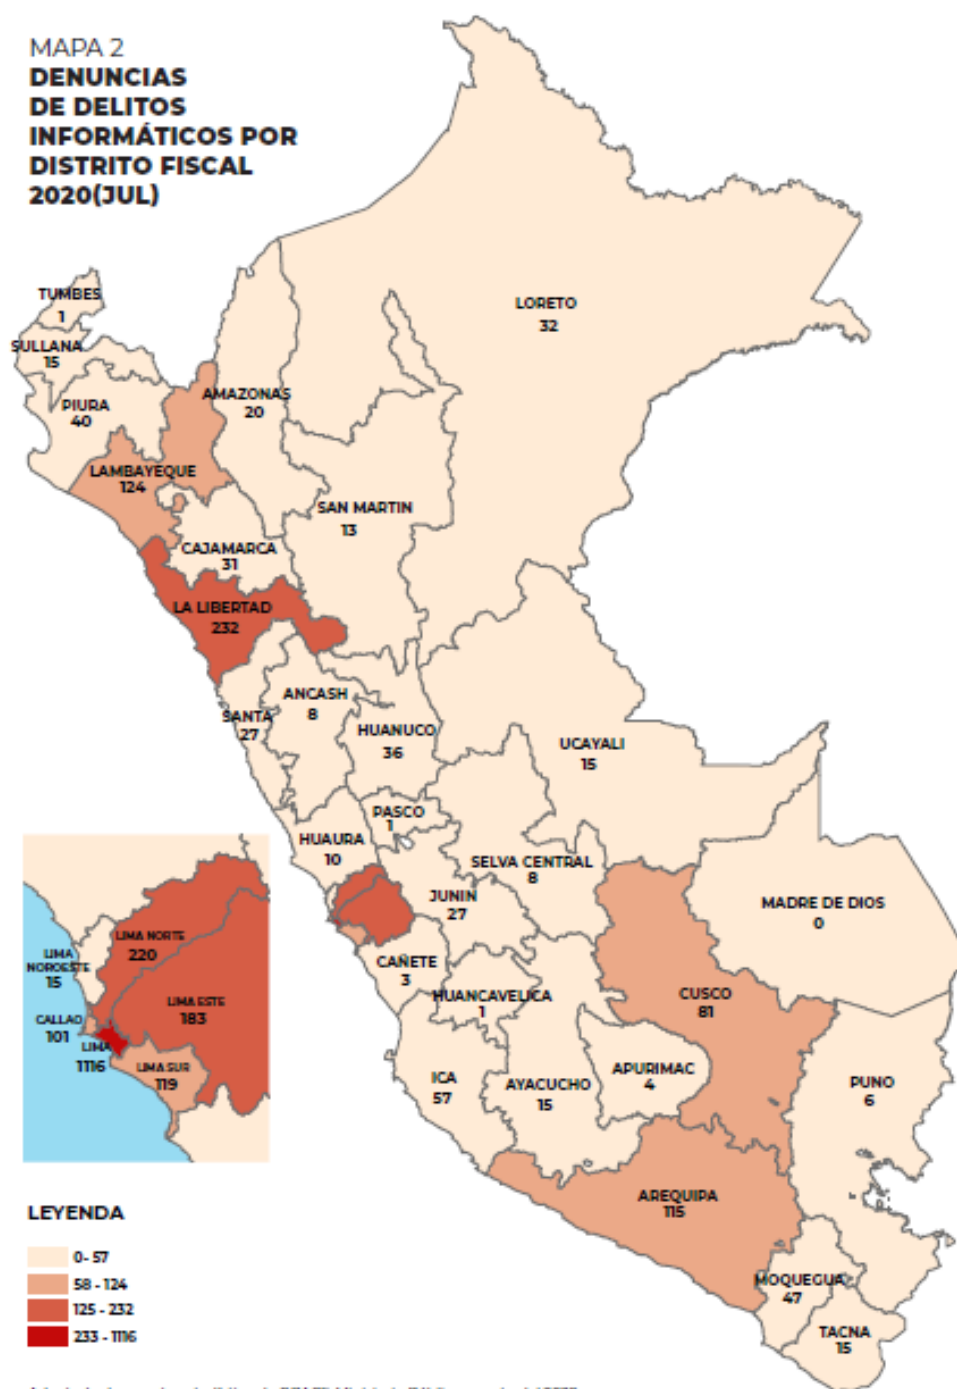 MAPA 2
DENUNCIAS
DE DELITOS
INFORMÁTICOS POR
DISTRITO FISCAL
2020(JUL)
TUMBES
1
SULLANA
15
PIURA
40
LORETO
32
AMAZONAS
20
LAMBAYEQUE
124
SAN MARTIN
13
CAJAMARCA
31
LA LIBERTAD
232
ANCASH
8
SANTA
27
HUANUCO
36
UCAYALI
15
PASCO
1
HUAURA
10
SELVA CENTRAL
8
JUNIN
27
MADRE DE DIOS
0
CAÑETE
3
HUANCAVELICA
1
CUSCO
81
ICA
57
AYACUCHO
15
APURIMAC
4
PUNO
6
AREQUIPA
115
MOQUEGUA
47
TACNA
15
LIMA NORTE
220
LIMA
NOROESTE
15
LIMA ESTE
183
CALLAO
101
LIMA
1116
LIMA SUR
119
LEYENDA
0- 57
58 - 124
125 - 232
233 - 1116